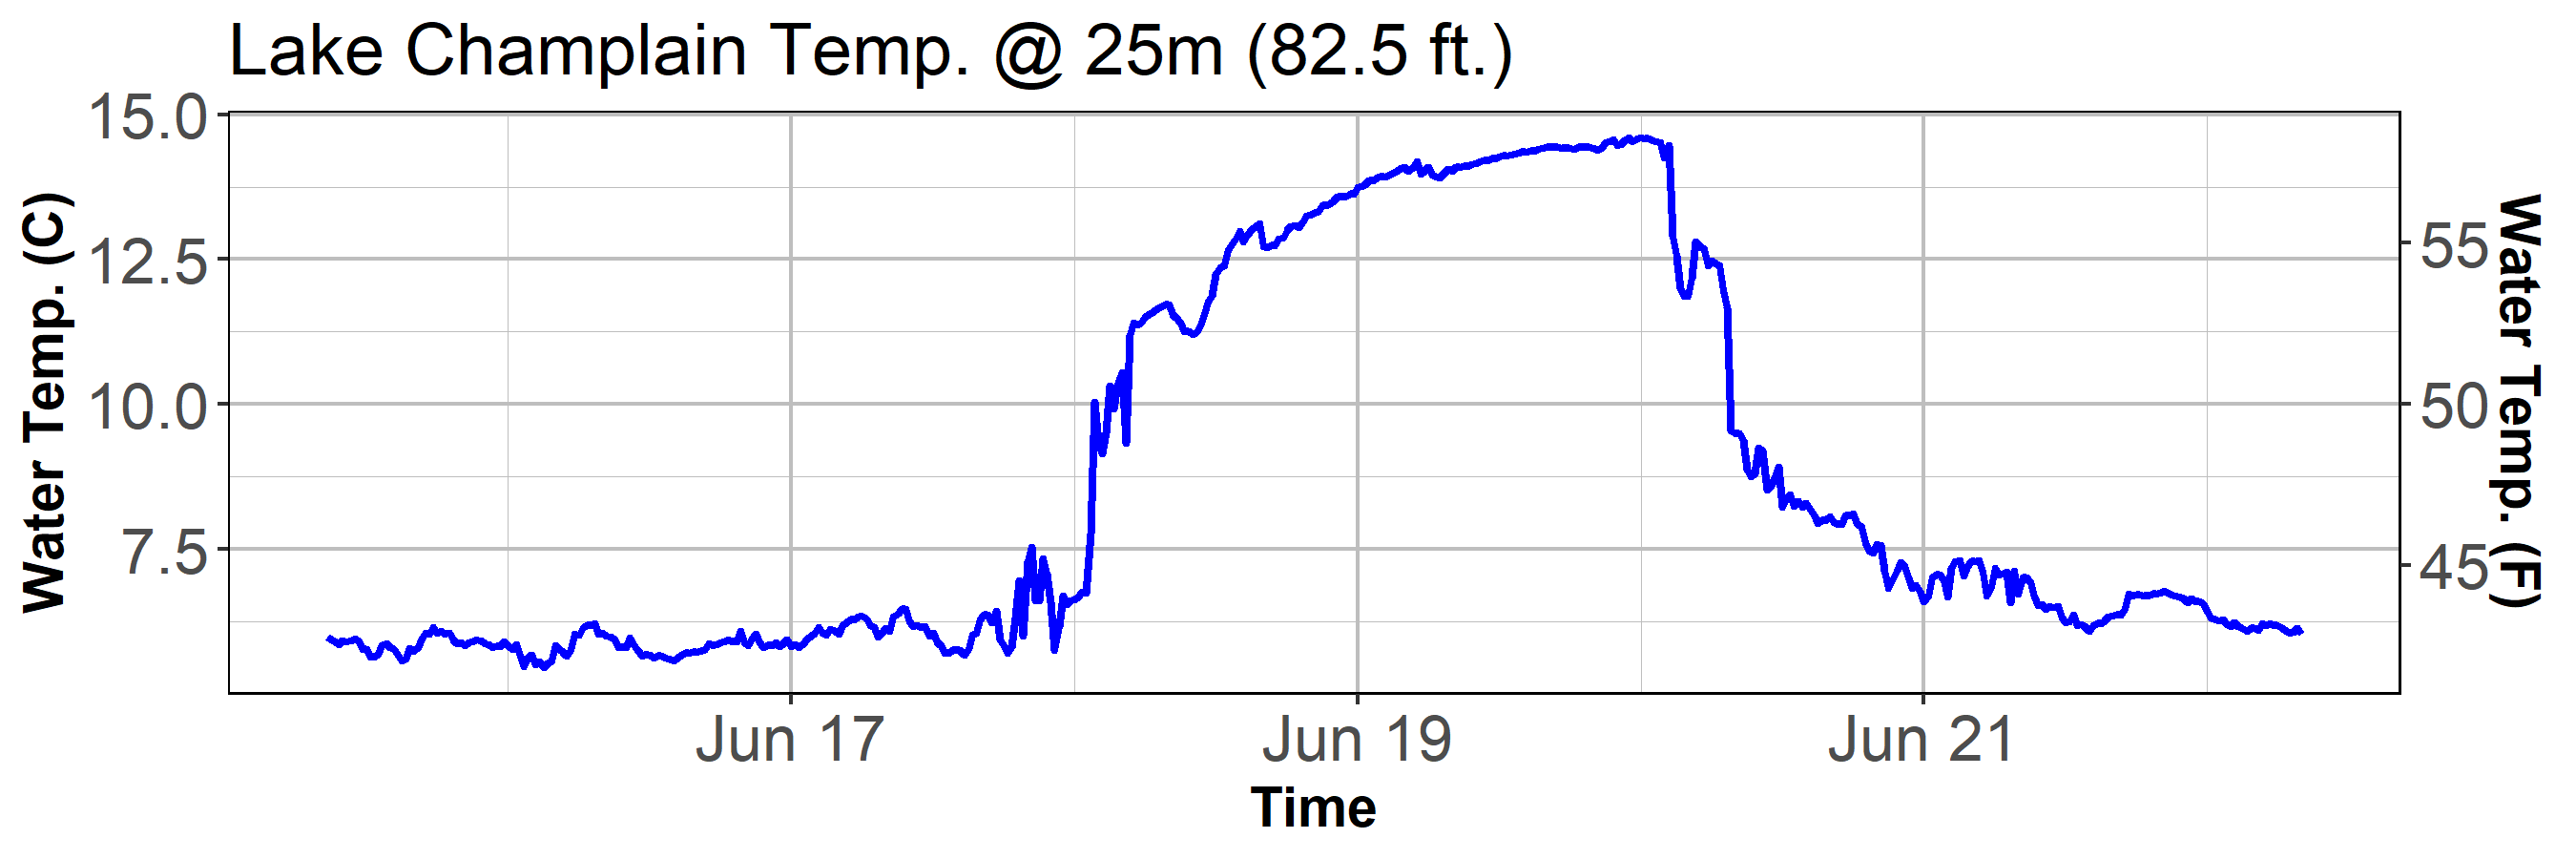 Lake Champlain Temp. @ 25m (82.5 ft.)
Water Temp. (C)
15.0
12.5
10.0
7.5
Water Temp. (F)
55
50
45
Jun 17
Jun 19
Jun 21
Time